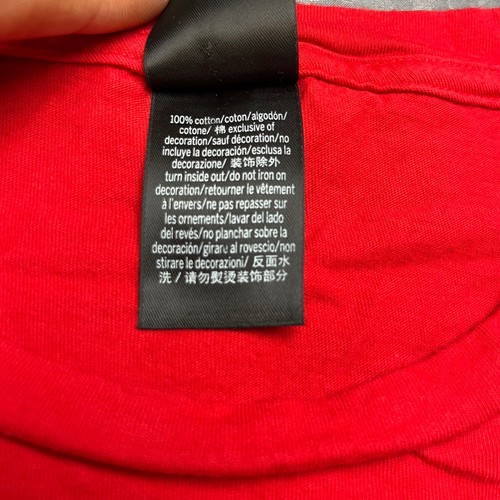 100% cotton/coton/algodón/
cotone/ 棉 exclusive of
decoration/sauf décoration/no
incluye la decoración/esclusa la
decorazione/ 装饰除外
turn inside out/do not iron on
decoration/retourner le vêtement
à l'envers/ne pas repasser sur
les ornements/lavar del lado
del revés/no planchar sobre la
decoración/girare al rovescio/non
stirare le decorazioni/ 反面水
洗 / 请勿熨烫装饰部分